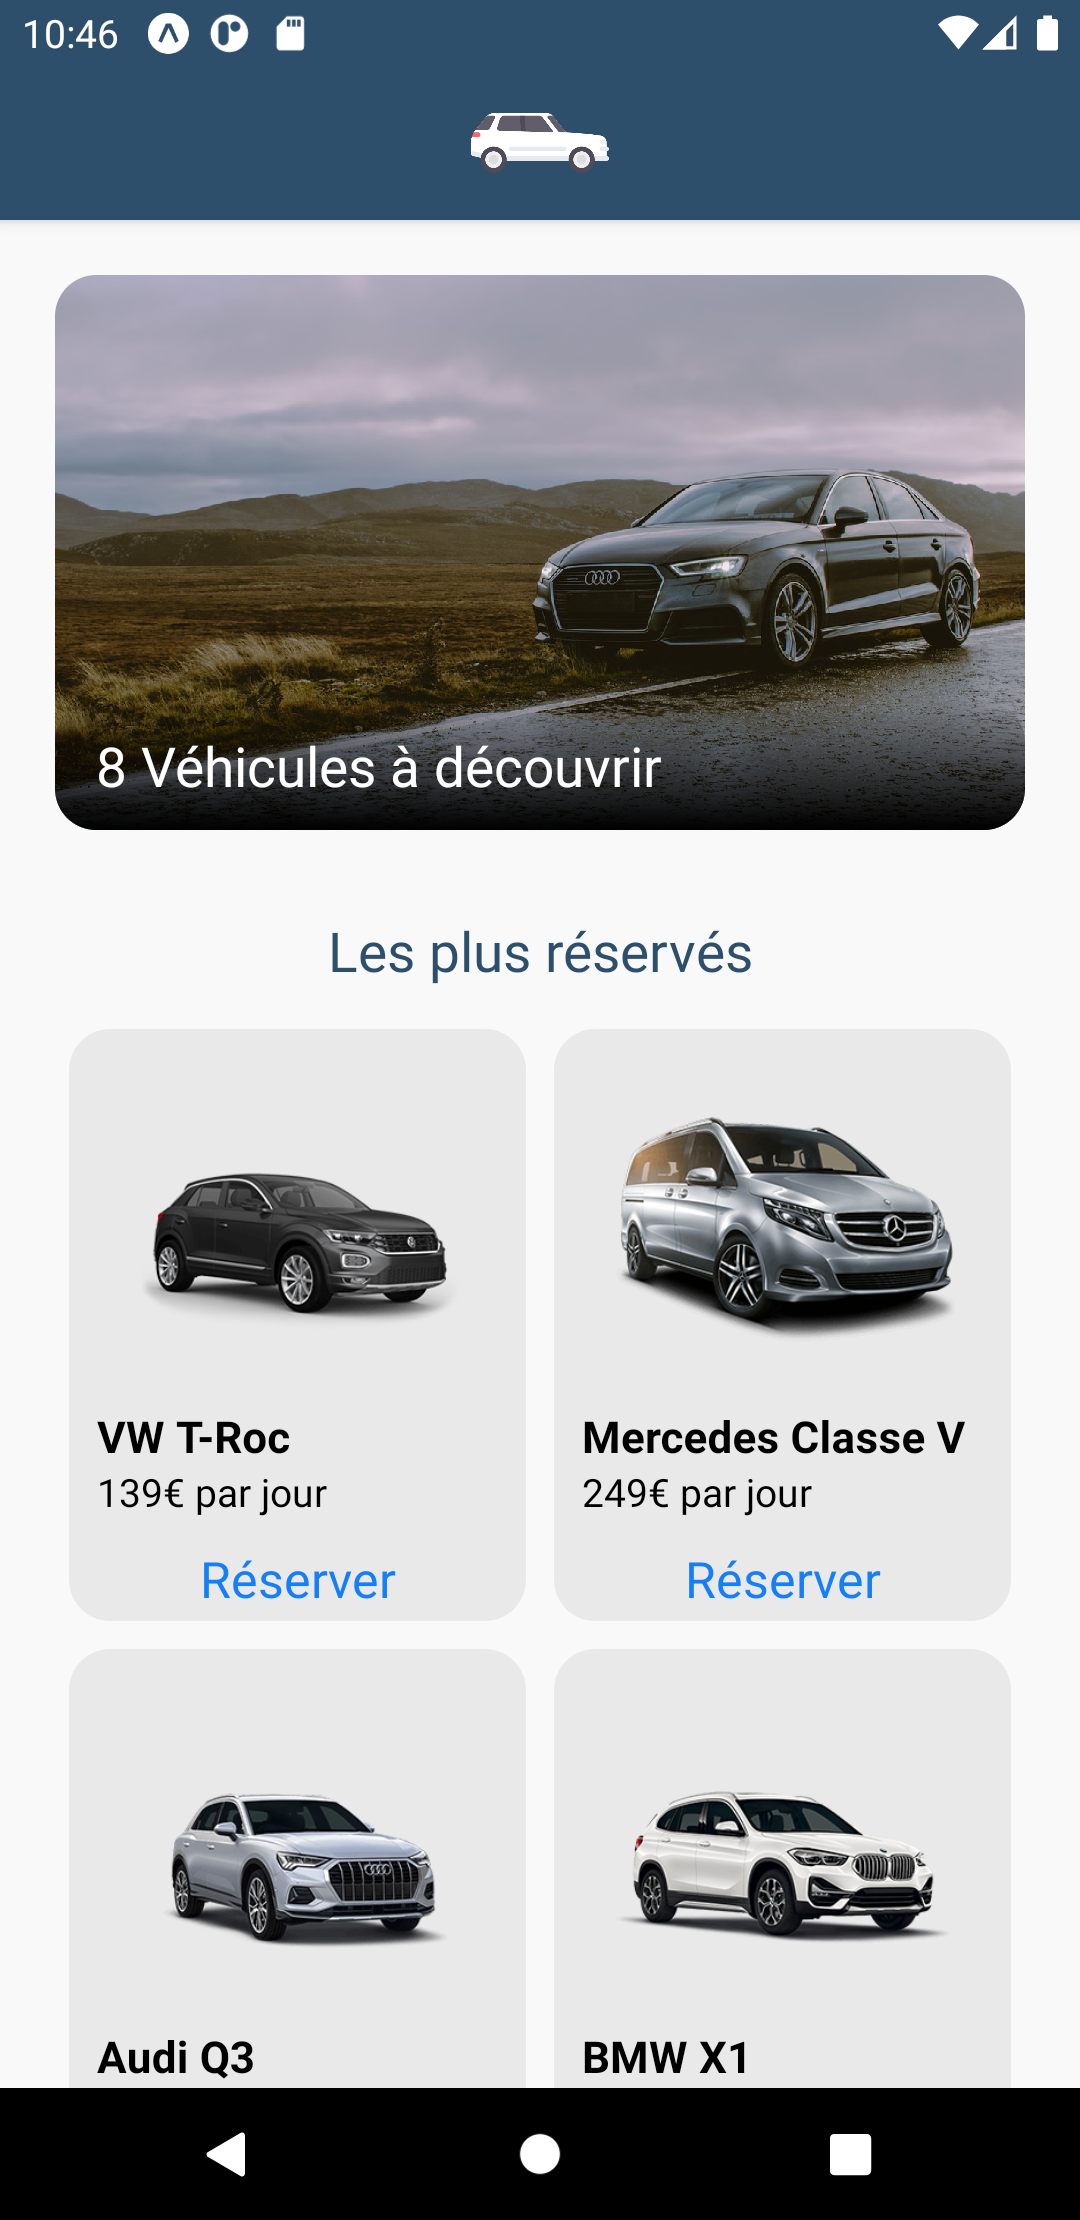 10:46
8 Véhicules à découvrir
Les plus réservés
VW T-Roc
139€ par jour
Réserver
Mercedes Classe V
249€ par jour
Réserver
Audi Q3
BMW X1